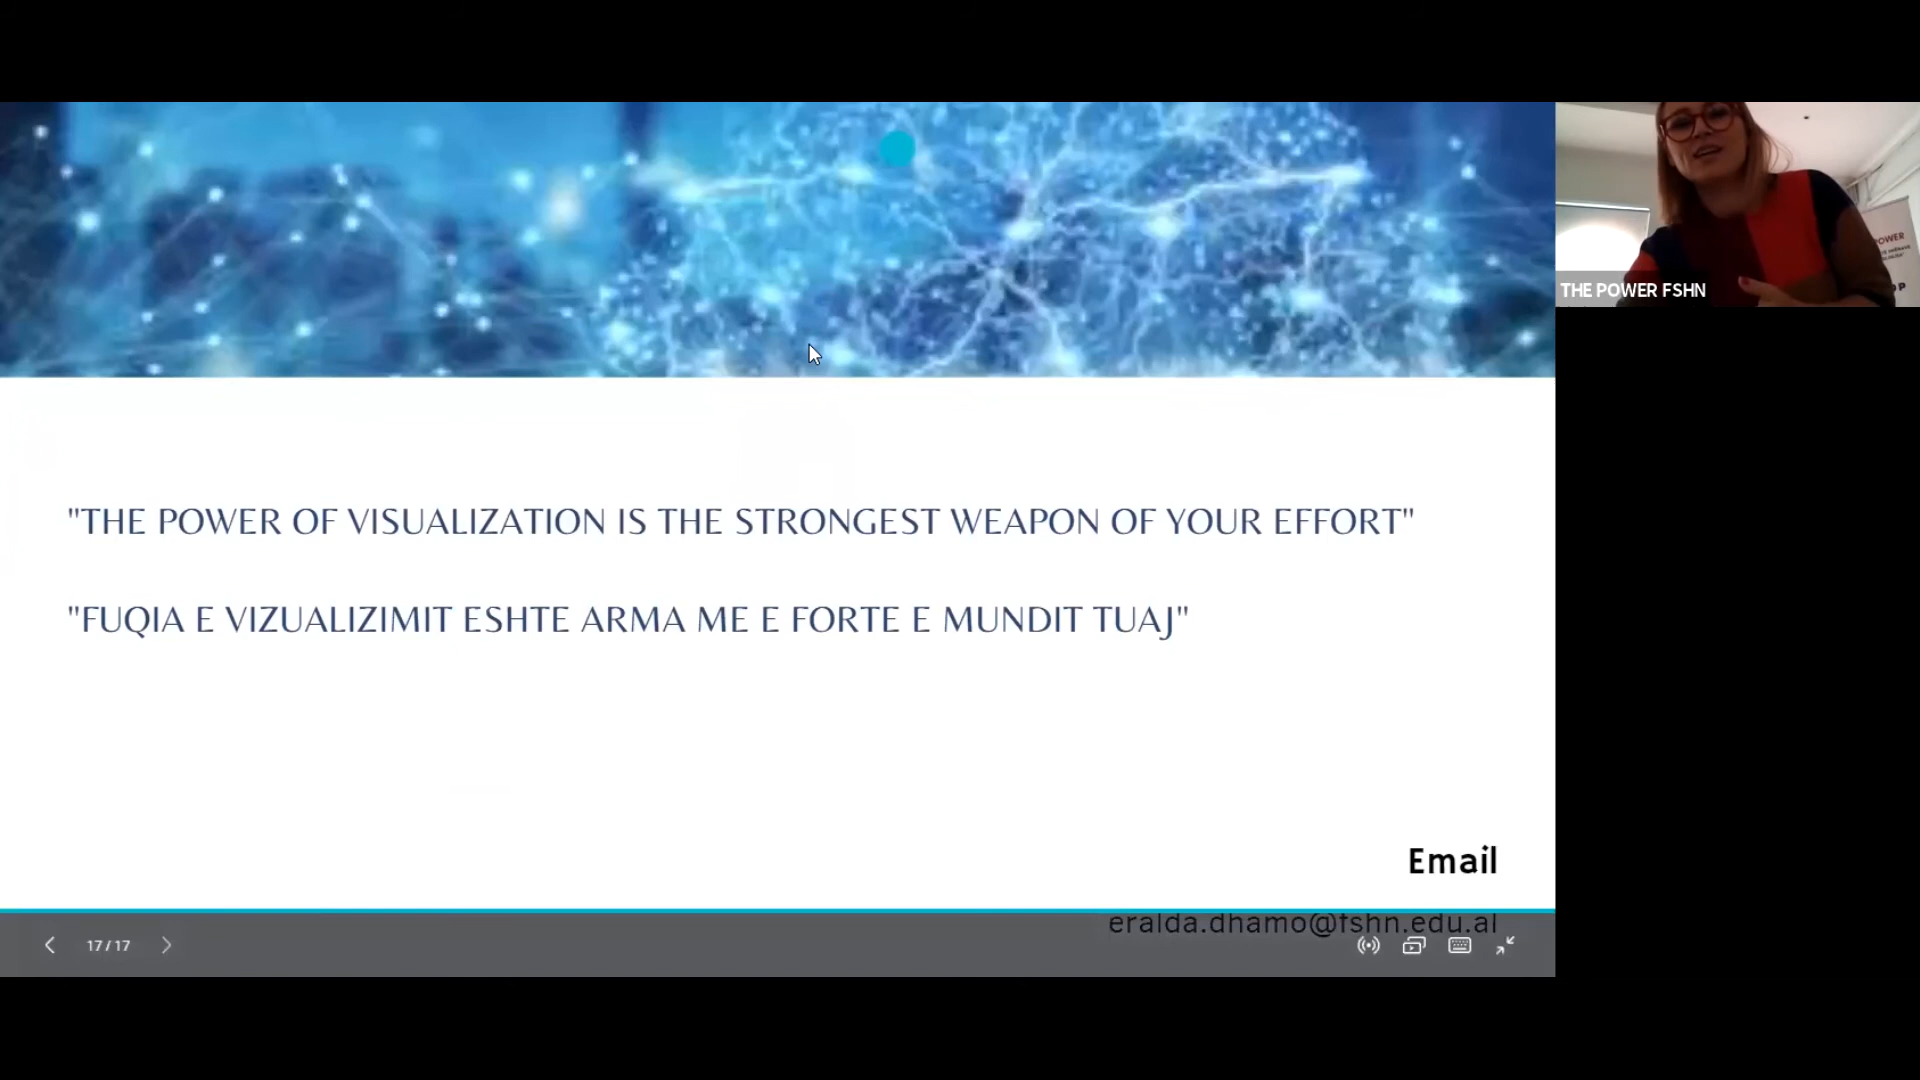 "THE POWER OF VISUALIZATION IS THE STRONGEST WEAPON OF YOUR EFFORT"
"FUQIA E VIZUALIZIMIT ESHTE ARMA ME E FORTE E MUNDIT TUAJ"
Email
eralda.dhamo@fshn.edu.al
17 / 17
POWER
THE POWER FSHN